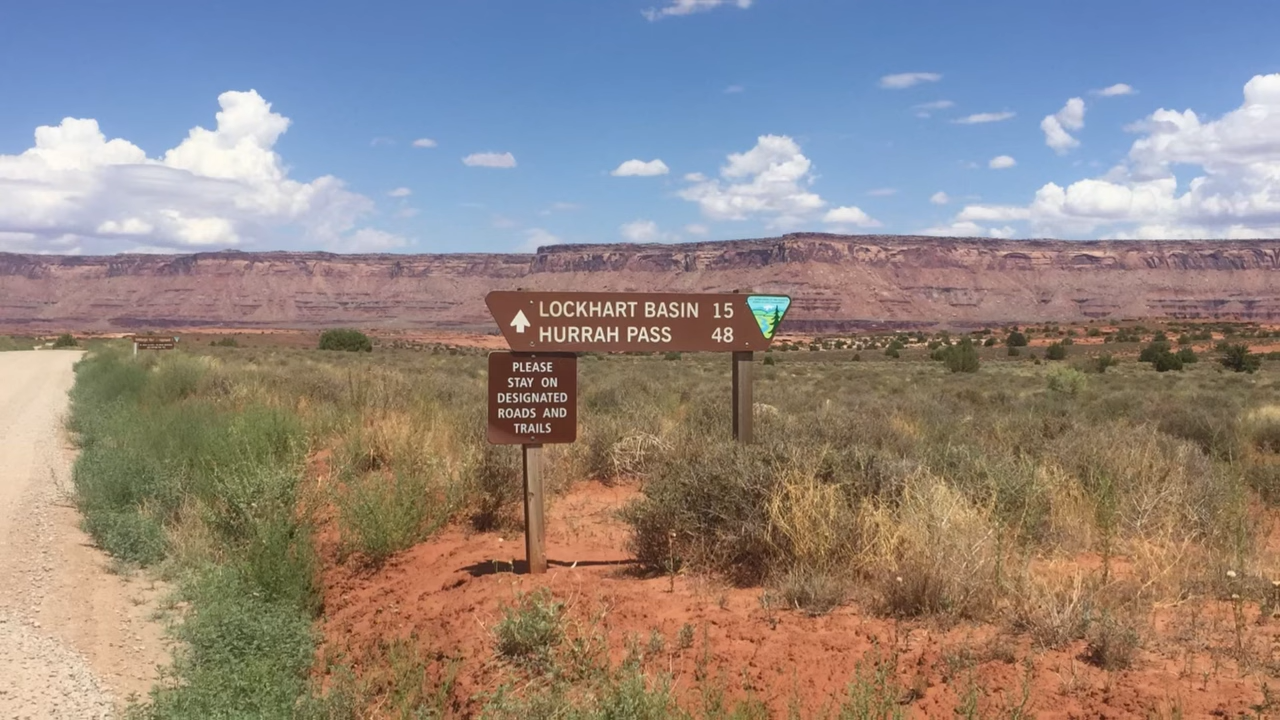 LOCKHART BASIN 15
HURRAH PASS 48
PLEASE
STAY ON
DESIGNATED
ROADS AND
TRAILS